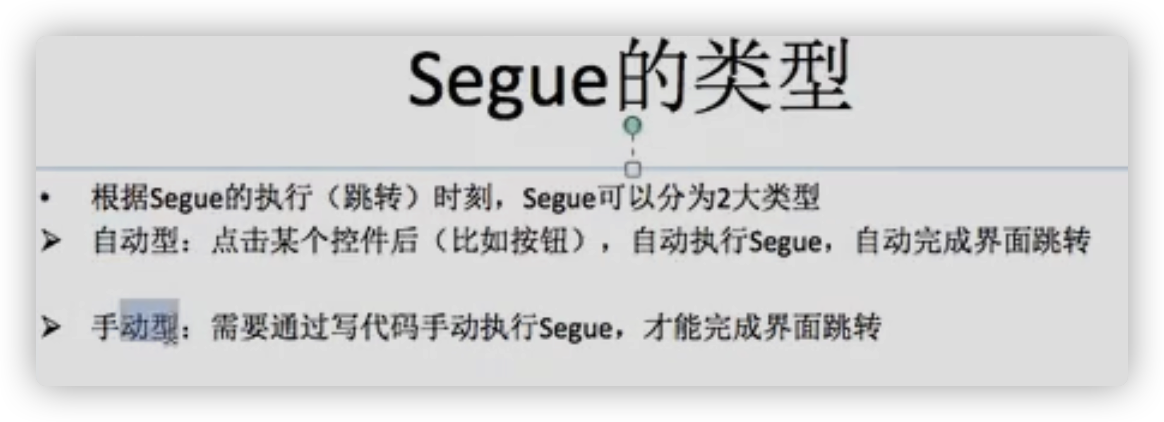 Segue的类型
• 根据Segue的执行（跳转）时刻，Segue可以分为2大类型
➢ 自动型：点击某个控件后（比如按钮），自动执行Segue，自动完成界面跳转
➢ 手动型：需要通过写代码手动执行Segue，才能完成界面跳转